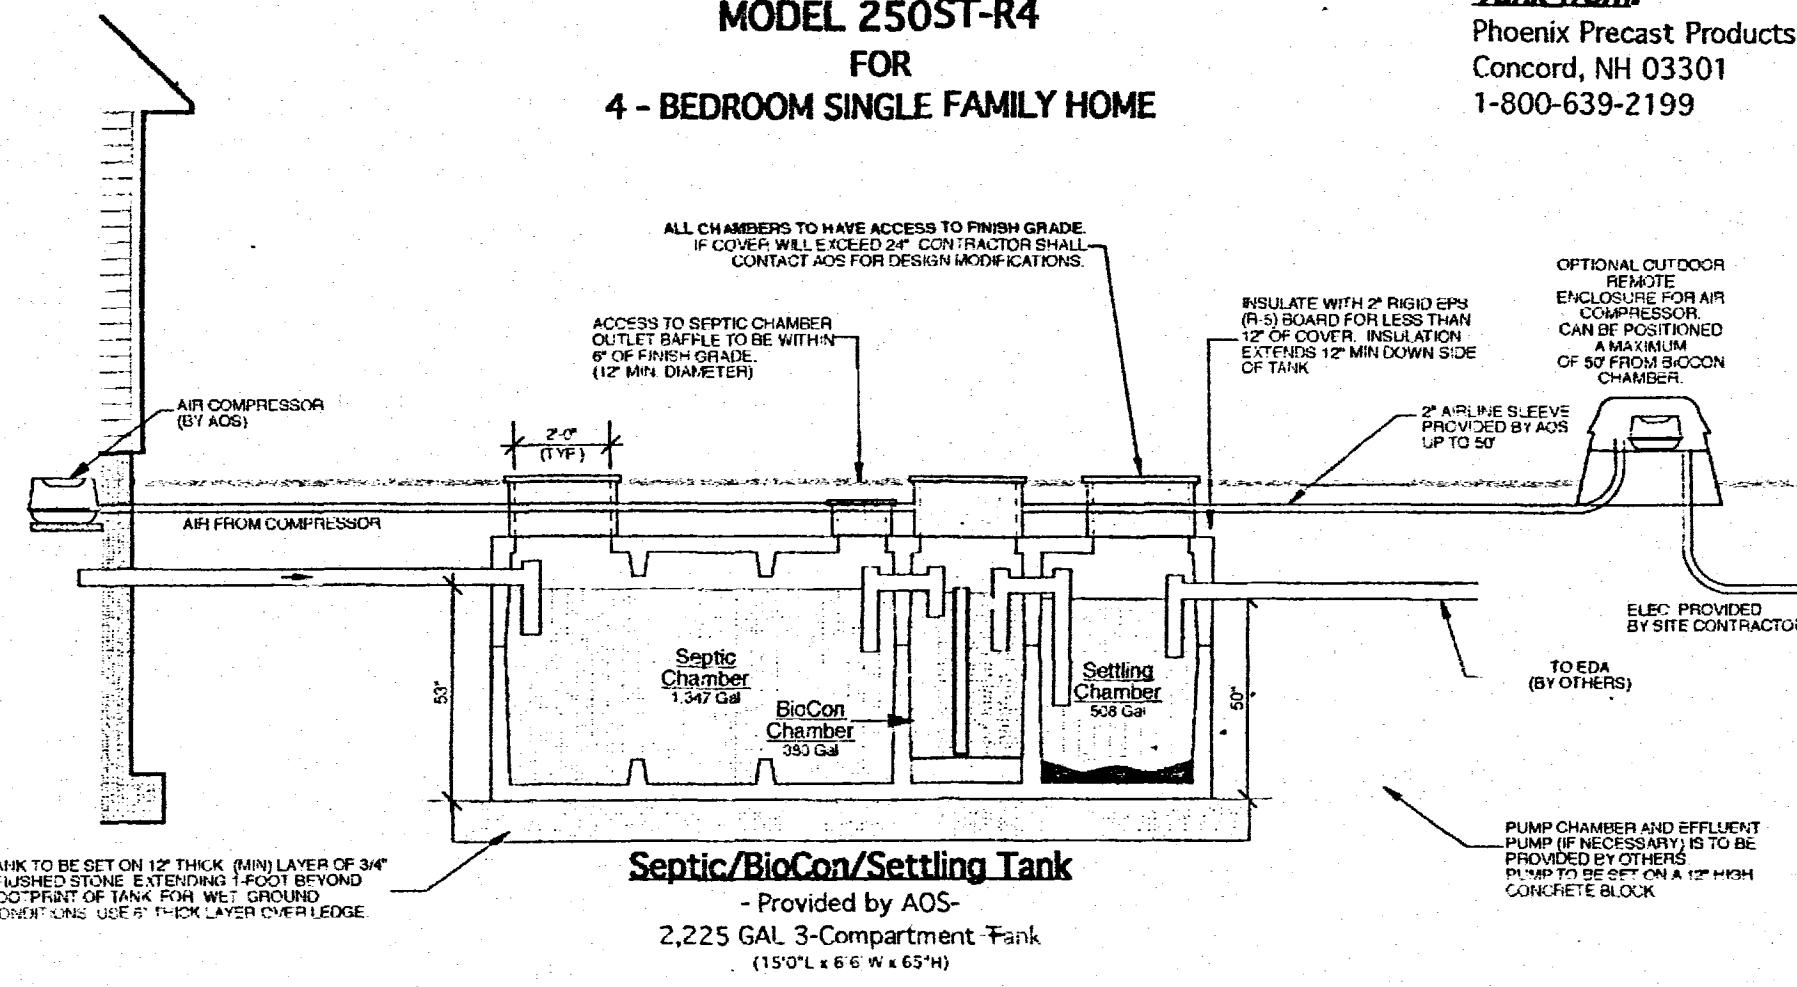 MODEL 250ST-R4
FOR
4 - BEDROOM SINGLE FAMILY HOME
Phoenix Precast Products
Concord, NH 03301
1-800-639-2199
ALL CHAMBERS TO HAVE ACCESS TO FINISH GRADE.
IF COVER WILL EXCEED 24" CONTRACTOR SHALL
CONTACT AOS FOR DESIGN MODIFICATIONS.
ACCESS TO SEPTIC CHAMBER
OUTLET BAFFLE TO BE WITHIN
6" OF FINISH GRADE.
(12" MIN. DIAMETER)
INSULATE WITH 2" RIGID EPS
(R-5) BOARD FOR LESS THAN
12" OF COVER. INSULATION
EXTENDS 12" MIN DOWN SIDE
OF TANK
OPTIONAL OUTDOOR
REMOTE
ENCLOSURE FOR AIR
COMPRESSOR.
CAN BE POSITIONED
A MAXIMUM
OF 50' FROM BIOCON
CHAMBER.
AIR COMPRESSOR
(BY AOS)
2'-0"
(TYP)
2" AIRLINE SLEEVE
PROVIDED BY AOS
UP TO 50'
AIR FROM COMPRESSOR
ELEC PROVIDED
BY SITE CONTRACTO
TO EDA
(BY OTHERS)
Septic
Chamber
1,347 Gal
BioCon
Chamber
Gal
Settling
Chamber
508 Gal
53"
50"
ANK TO BE SET ON 12" THICK (MIN) LAYER OF 3/4"
RUSHED STONE EXTENDING 1-FOOT BEYOND
OOTPRINT OF TANK FOR WET GROUND
ONDITIONS USE 6" THICK LAYER OVER LEDGE.
PUMP CHAMBER AND EFFLUENT
PUMP (IF NECESSARY) IS TO BE
PROVIDED BY OTHERS
PUMP TO BE SET ON A 12" HIGH
CONCRETE BLOCK
Septic/BioCon/Settling Tank
- Provided by AOS-
2,225 GAL 3-Compartment Tank
(15'0"L x 6'6" W x 65"H)